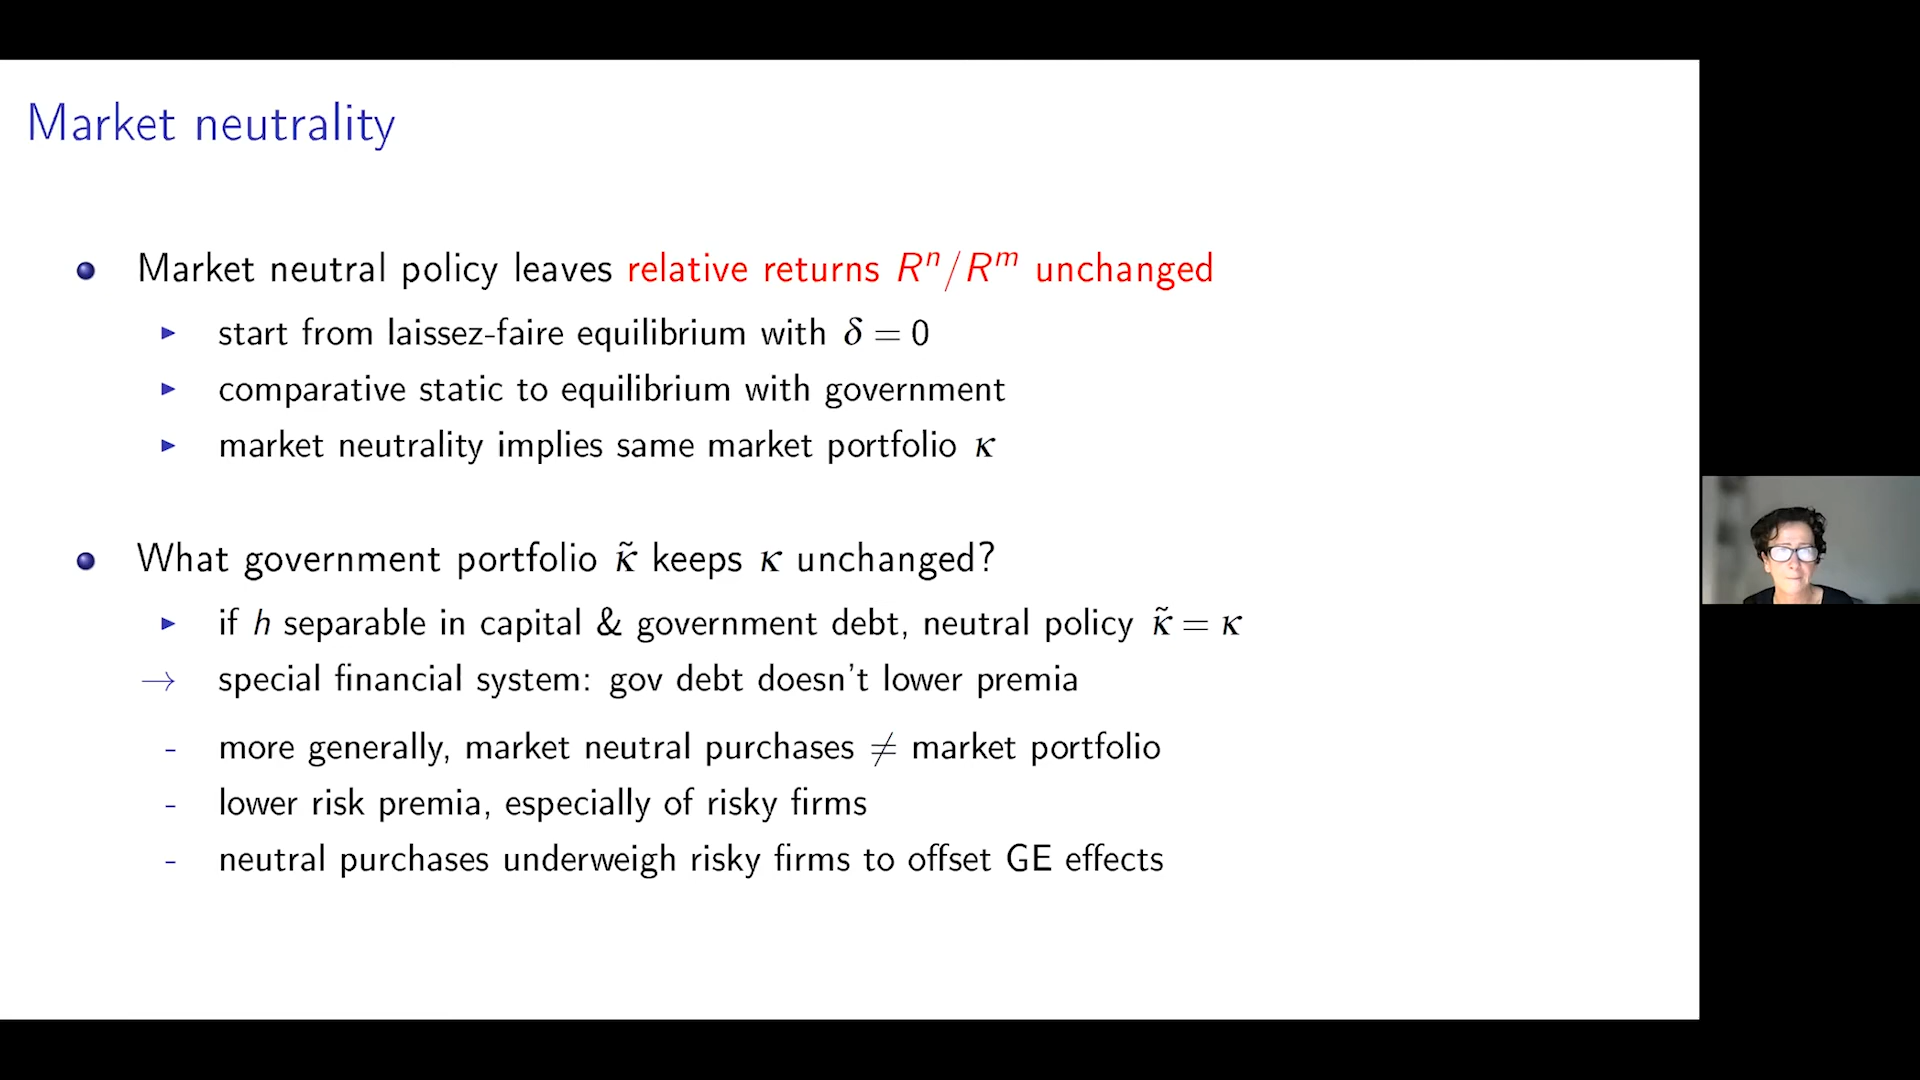 Market neutrality
Market neutral policy leaves relative returns Rⁿ/Rᵐ unchanged
start from laissez-faire equilibrium with δ = 0
comparative static to equilibrium with government
market neutrality implies same market portfolio κ
What government portfolio κ̃ keeps κ unchanged?
if h separable in capital & government debt, neutral policy κ̃ = κ
→ special financial system: gov debt doesn't lower premia
- more generally, market neutral purchases ≠ market portfolio
- lower risk premia, especially of risky firms
- neutral purchases underweigh risky firms to offset GE effects